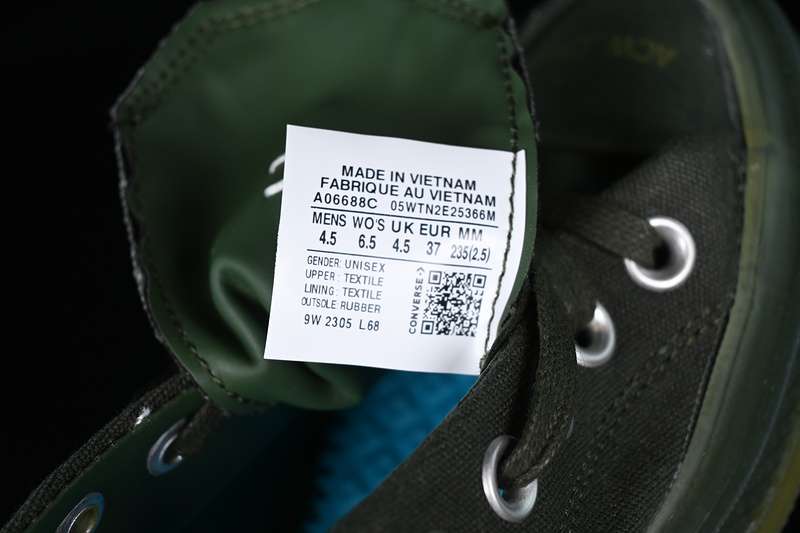 MADE IN VIETNAM
FABRIQUE AU VIETNAM
A06688C 05WTN2E25366M
MENS WO'S UK EUR MM
4.5 6.5 4.5 37 235(2.5)
GENDER: UNISEX
UPPER: TEXTILE
LINING: TEXTILE
OUTSOLE: RUBBER
9W 2305 L68
CONVERSE